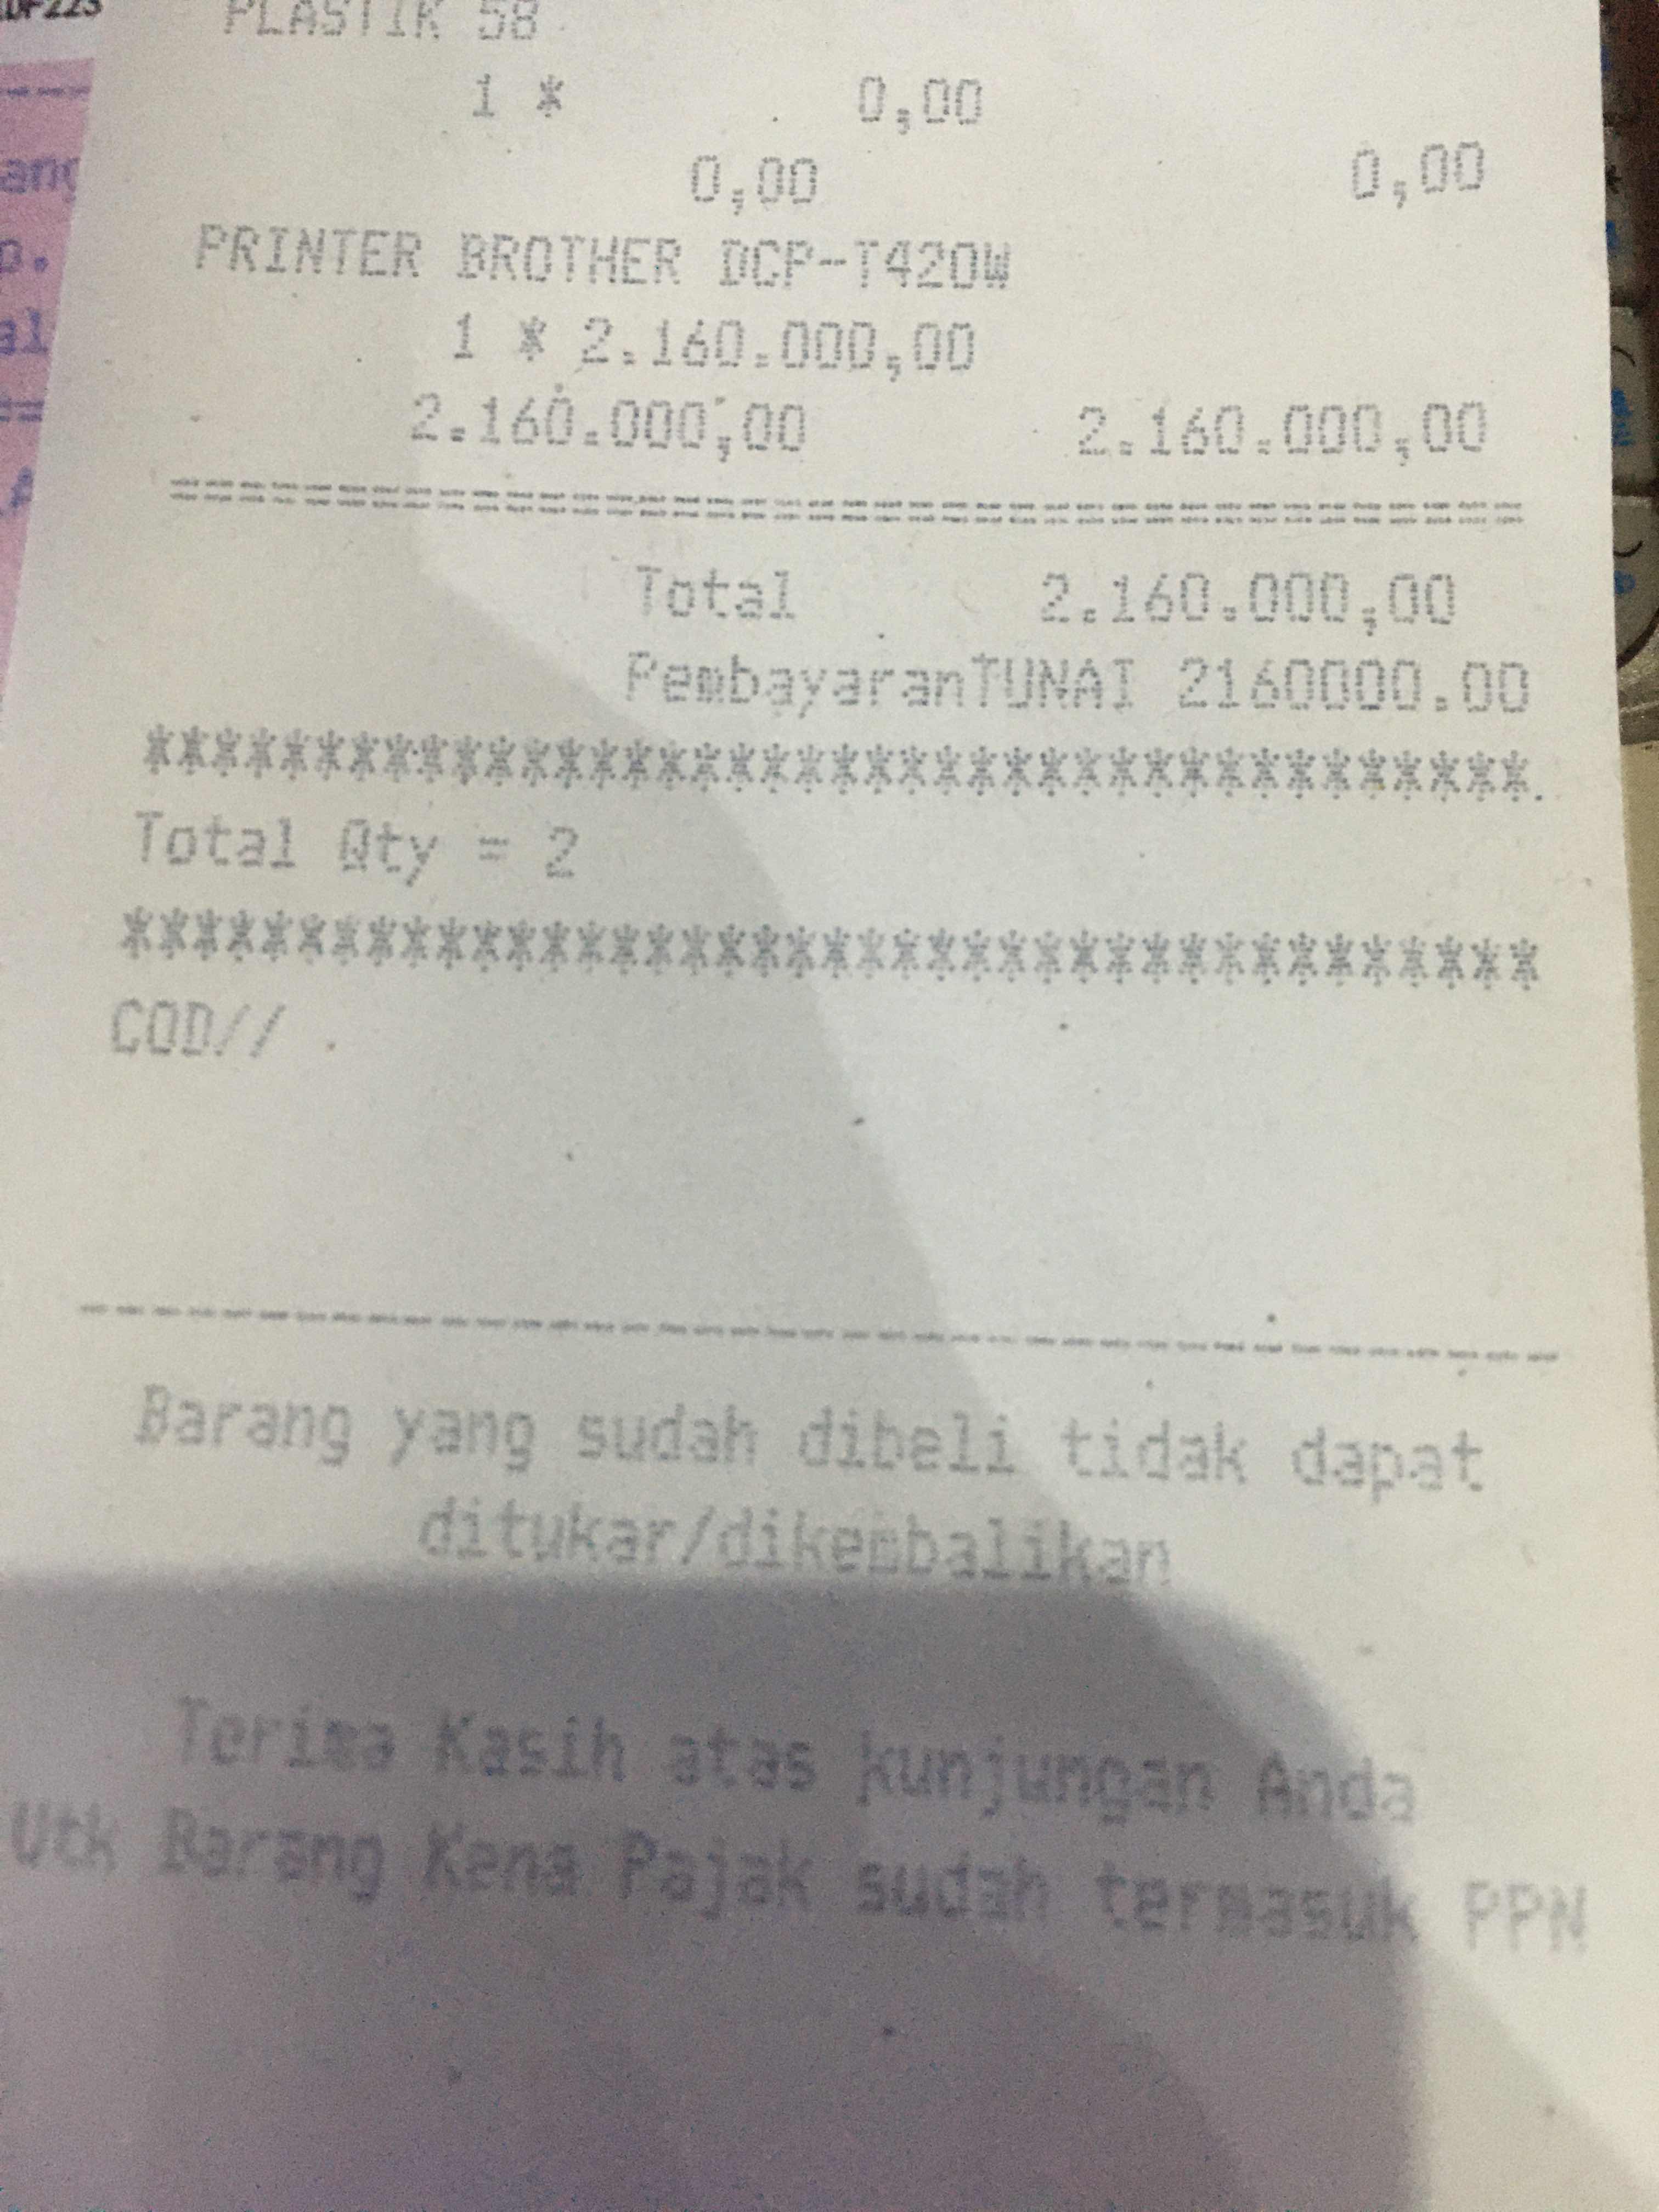 PLASTIK 58
1 * 0,00
0,00 0,00
PRINTER BROTHER DCP-T420W
1 * 2.160.000,00
2.160.000,00 2.160.000,00
================================
Total 2.160.000,00
PembayaranTUNAI 2160000.00
****************************************
Total Qty = 2
****************************************
COD//
----------------------------------------
Barang yang sudah dibeli tidak dapat
ditukar/dikembalikan
Terima Kasih atas kunjungan Anda
Utk Barang Kena Pajak sudah termasuk PPN